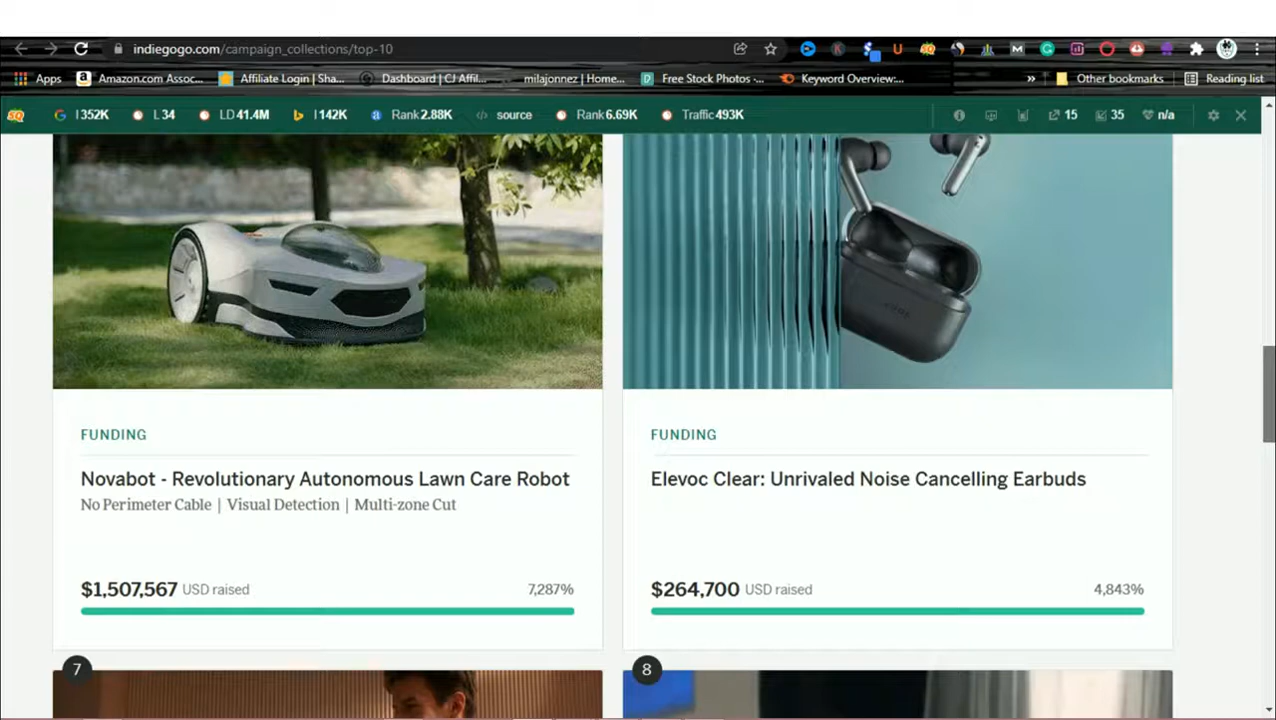 indiegogo.com/campaign_collections/top-10
Apps
Amazon.com Assoc...
Affiliate Login | Sha...
Dashboard | CJ Affil...
milajonnez | Home...
Free Stock Photos -...
Keyword Overview:...
»
Other bookmarks
Reading list
SQ
I 352K
L 34
LD 41.4M
I 142K
Rank 2.88K
source
Rank 6.69K
Traffic 493K
15
35
n/a
FUNDING
Novabot - Revolutionary Autonomous Lawn Care Robot
No Perimeter Cable | Visual Detection | Multi-zone Cut
$1,507,567 USD raised
7,287%
FUNDING
Elevoc Clear: Unrivaled Noise Cancelling Earbuds
$264,700 USD raised
4,843%
7
8